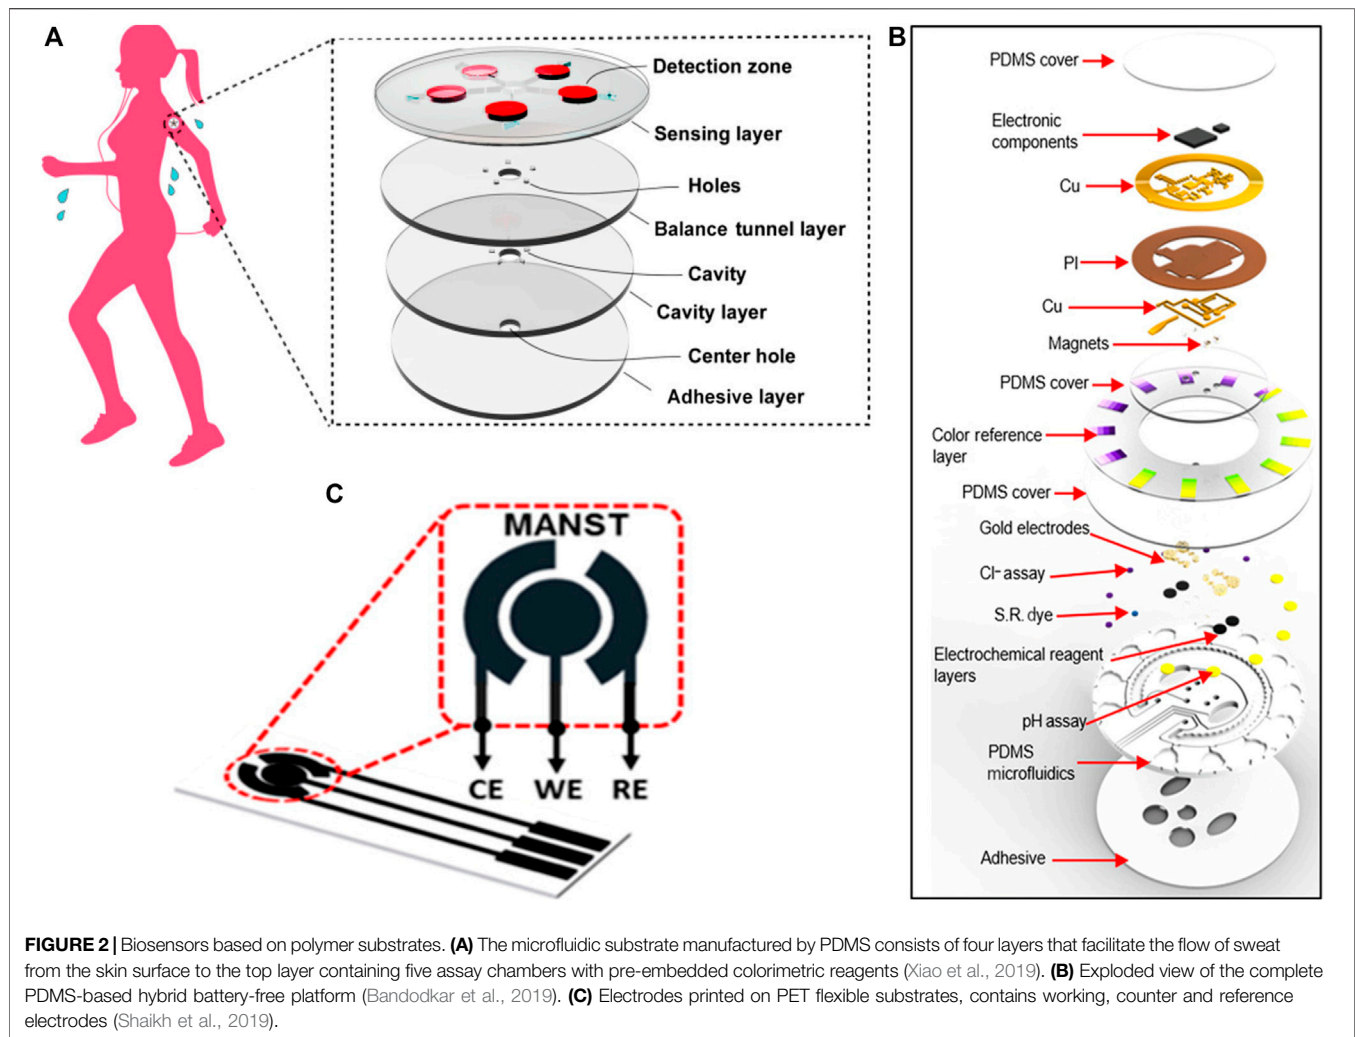 A
Detection zone
Sensing layer
Holes
Balance tunnel layer
Cavity
Cavity layer
Center hole
Adhesive layer
B
PDMS cover
Electronic
components
Cu
PI
Cu
Magnets
PDMS cover
Color reference
layer
PDMS cover
Gold electrodes
Cl⁻ assay
S.R. dye
Electrochemical reagent
layers
pH assay
PDMS
microfluidics
Adhesive
C
MANST
CE WE RE
FIGURE 2 | Biosensors based on polymer substrates. (A) The microfluidic substrate manufactured by PDMS consists of four layers that facilitate the flow of sweat
from the skin surface to the top layer containing five assay chambers with pre-embedded colorimetric reagents (Xiao et al., 2019). (B) Exploded view of the complete
PDMS-based hybrid battery-free platform (Bandodkar et al., 2019). (C) Electrodes printed on PET flexible substrates, contains working, counter and reference
electrodes (Shaikh et al., 2019).